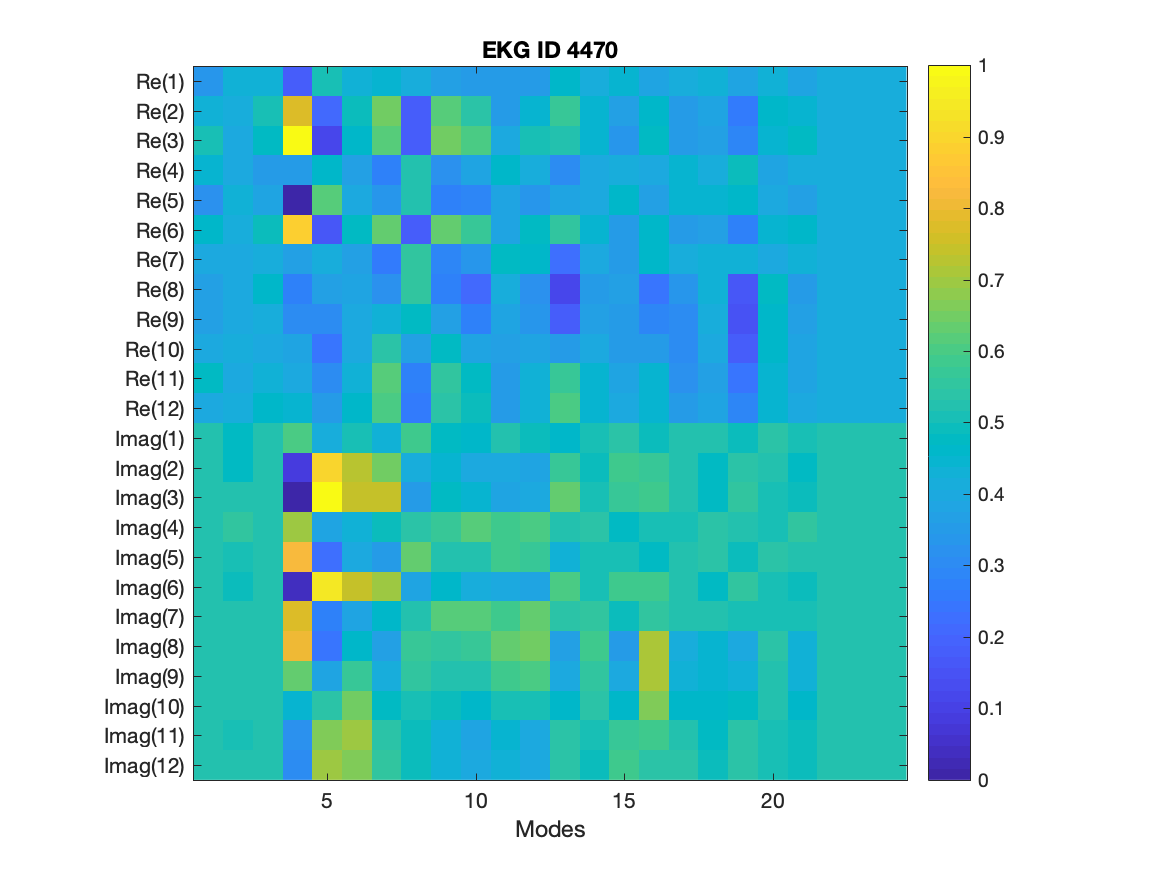 EKG ID 4470
Re(1)
Re(2)
Re(3)
Re(4)
Re(5)
Re(6)
Re(7)
Re(8)
Re(9)
Re(10)
Re(11)
Re(12)
Imag(1)
Imag(2)
Imag(3)
Imag(4)
Imag(5)
Imag(6)
Imag(7)
Imag(8)
Imag(9)
Imag(10)
Imag(11)
Imag(12)
5 10 15 20
Modes
1
0.9
0.8
0.7
0.6
0.5
0.4
0.3
0.2
0.1
0